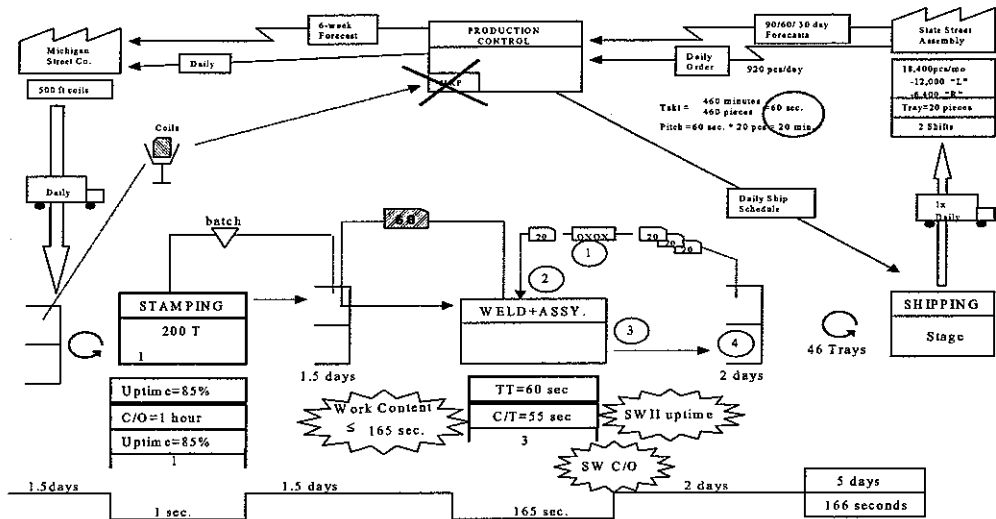 Michigan
Street Co.
500 ft coils
6-week
Forecast
Daily
PRODUCTION
CONTROL
90/60/30 day
Forecasts
Daily
Order
920 pcs/day
State Street
Assembly
18,400pcs/mo
-12,000 "L"
-6,400 "R"
Tray=20 pieces
2 Shifts
Takt = 460 minutes =60 sec.
460 pieces
Pitch =60 sec. * 20 pcs = 20 min.
Coils
Daily
Daily Ship
Schedule
1x
Daily
batch
60
20
OXOX
20
20
20
1
2
STAMPING
200 T
1
WELD+ASSY.
3
4
SHIPPING
Stage
46 Trays
1.5 days
2 days
Uptime=85%
C/O=1 hour
Uptime=85%
1
Work Content
≤ 165 sec.
TT=60 sec
C/T=55 sec
3
SWII uptime
SW C/O
1.5days
1 sec.
1.5 days
165 sec.
2 days
5 days
166 seconds